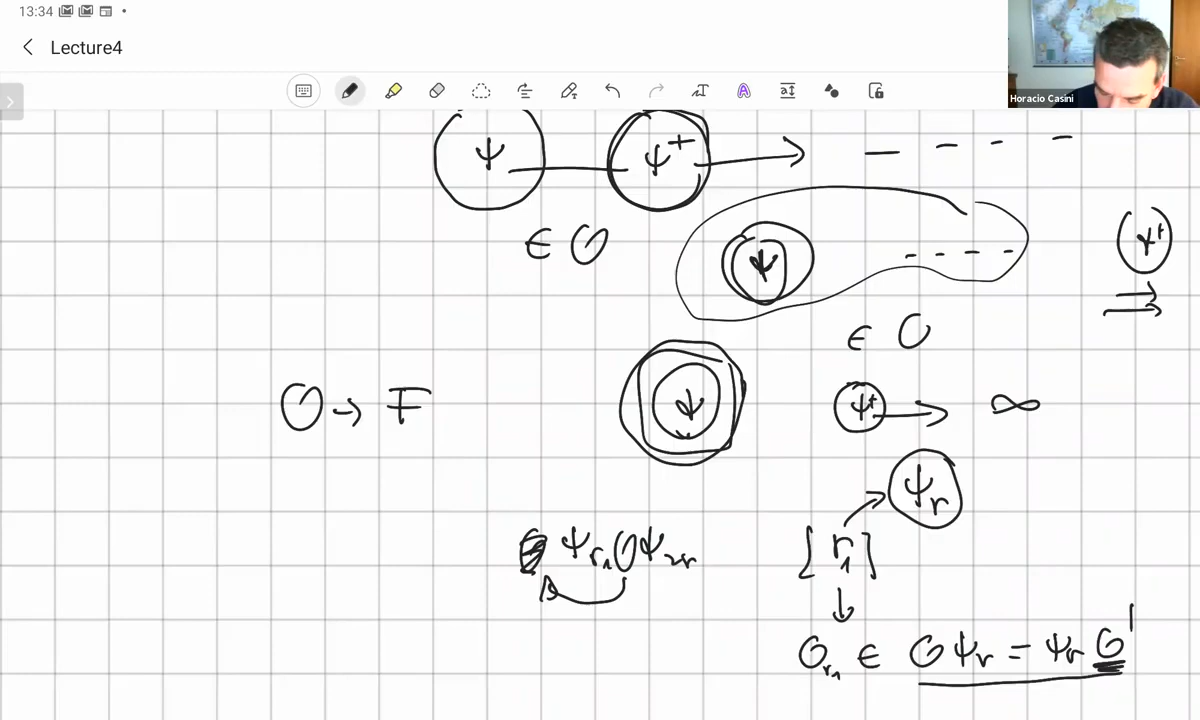 13:34
Lecture4
Horacio Casini
ψ ψ+ → — - - -
∈ O ψ - - - - ψ+
∈ O
O → F ψ ψ+ → ∞
ψr
ψr₁ O ψ₂r [r₁]
Or₁ ∈ O ψr = ψr O'